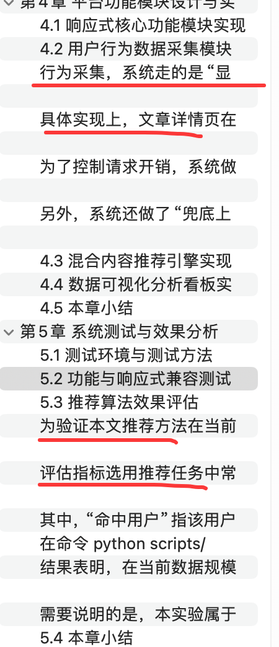 第4章 平台功能模块设计与实
4.1 响应式核心功能模块实现
4.2 用户行为数据采集模块
行为采集，系统走的是“显
具体实现上，文章详情页在
为了控制请求开销，系统做
另外，系统还做了“兜底上
4.3 混合内容推荐引擎实现
4.4 数据可视化分析看板实
4.5 本章小结
第5章 系统测试与效果分析
5.1 测试环境与测试方法
5.2 功能与响应式兼容测试
5.3 推荐算法效果评估
为验证本文推荐方法在当前
评估指标选用推荐任务中常
其中，“命中用户”指该用户
在命令 python scripts/
结果表明，在当前数据规模
需要说明的是，本实验属于
5.4 本章小结